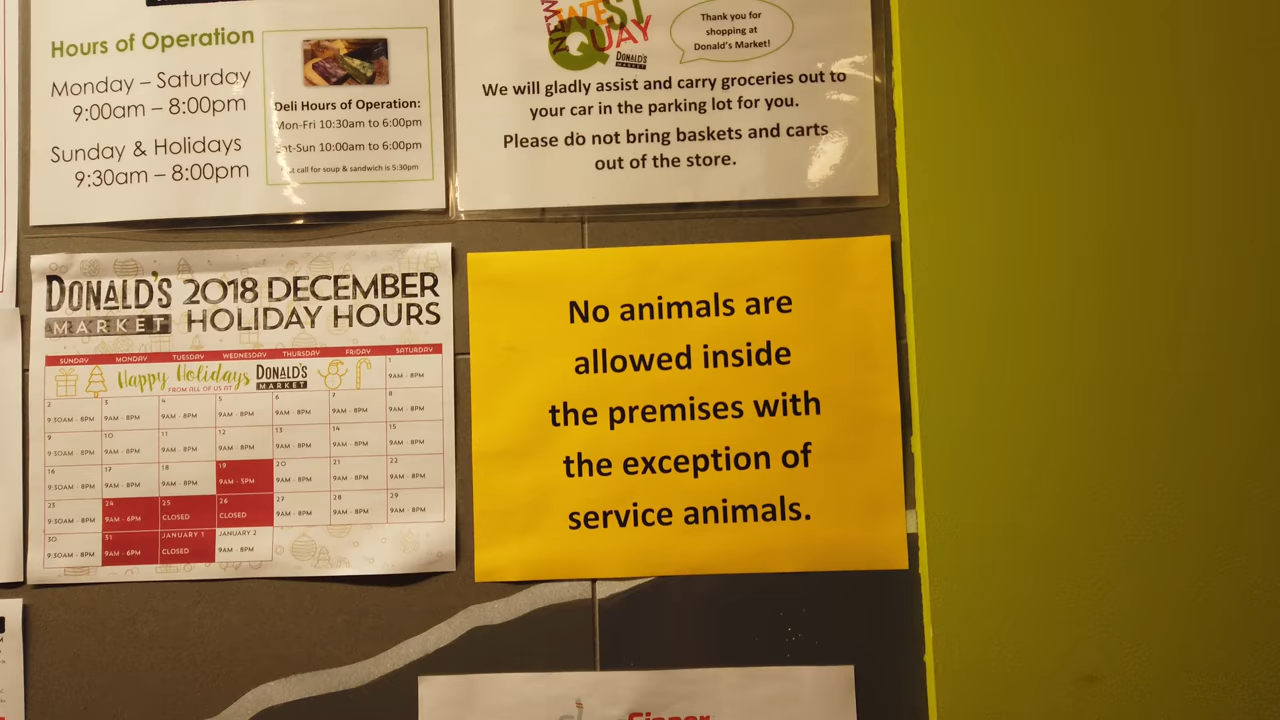 Hours of Operation
Monday – Saturday
9:00am – 8:00pm
Sunday & Holidays
9:30am – 8:00pm
Deli Hours of Operation:
Mon-Fri 10:30am to 6:00pm
Sat-Sun 10:00am to 6:00pm
call for soup & sandwich is 5:30pm
NEW
WEST
QUAY
DONALD'S
MARKET
Thank you for
shopping at
Donald's Market!
We will gladly assist and carry groceries out to
your car in the parking lot for you.
Please do not bring baskets and carts
out of the store.
DONALD'S 2018 DECEMBER
MARKET HOLIDAY HOURS
SUNDAY MONDAY TUESDAY WEDNESDAY THURSDAY FRIDAY SATURDAY
Happy Holidays DONALD'S MARKET 1
FROM ALL OF US AT 9AM - 8PM
2 3 4 5 6 7 8
9:30AM - 8PM 9AM - 8PM 9AM - 8PM 9AM - 8PM 9AM - 8PM 9AM - 8PM 9AM - 8PM
9 10 11 12 13 14 15
9:30AM - 8PM 9AM - 8PM 9AM - 8PM 9AM - 8PM 9AM - 8PM 9AM - 8PM 9AM - 8PM
16 17 18 19 20 21 22
9:30AM - 8PM 9AM - 8PM 9AM - 8PM 9AM - 5PM 9AM - 8PM 9AM - 8PM 9AM - 8PM
23 24 25 26 27 28 29
9:30AM - 8PM 9AM - 6PM CLOSED CLOSED 9AM - 8PM 9AM - 8PM 9AM - 8PM
30 31 JANUARY 1 JANUARY 2
9:30AM - 8PM 9AM - 6PM CLOSED 9AM - 8PM
No animals are
allowed inside
the premises with
the exception of
service animals.